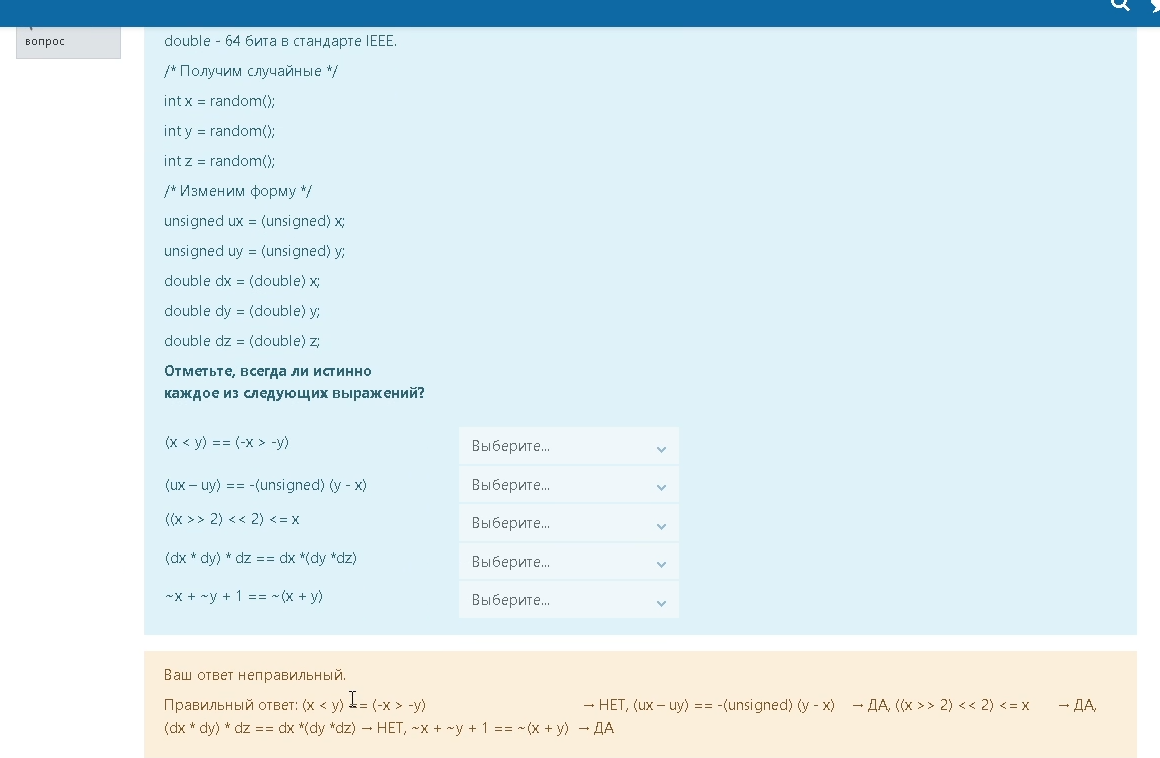 вопрос
double - 64 бита в стандарте IEEE.
/* Получим случайные */
int x = random();
int y = random();
int z = random();
/* Изменим форму */
unsigned ux = (unsigned) x;
unsigned uy = (unsigned) y;
double dx = (double) x;
double dy = (double) y;
double dz = (double) z;
Отметьте, всегда ли истинно
каждое из следующих выражений?
(x < y) == (-x > -y) Выберите...
(ux – uy) == -(unsigned) (y - x) Выберите...
((x >> 2) << 2) <= x Выберите...
(dx * dy) * dz == dx *(dy *dz) Выберите...
~x + ~y + 1 == ~(x + y) Выберите...
Ваш ответ неправильный.
Правильный ответ: (x < y) == (-x > -y) → НЕТ, (ux – uy) == -(unsigned) (y - x) → ДА, ((x >> 2) << 2) <= x → ДА,
(dx * dy) * dz == dx *(dy *dz) → НЕТ, ~x + ~y + 1 == ~(x + y) → ДА